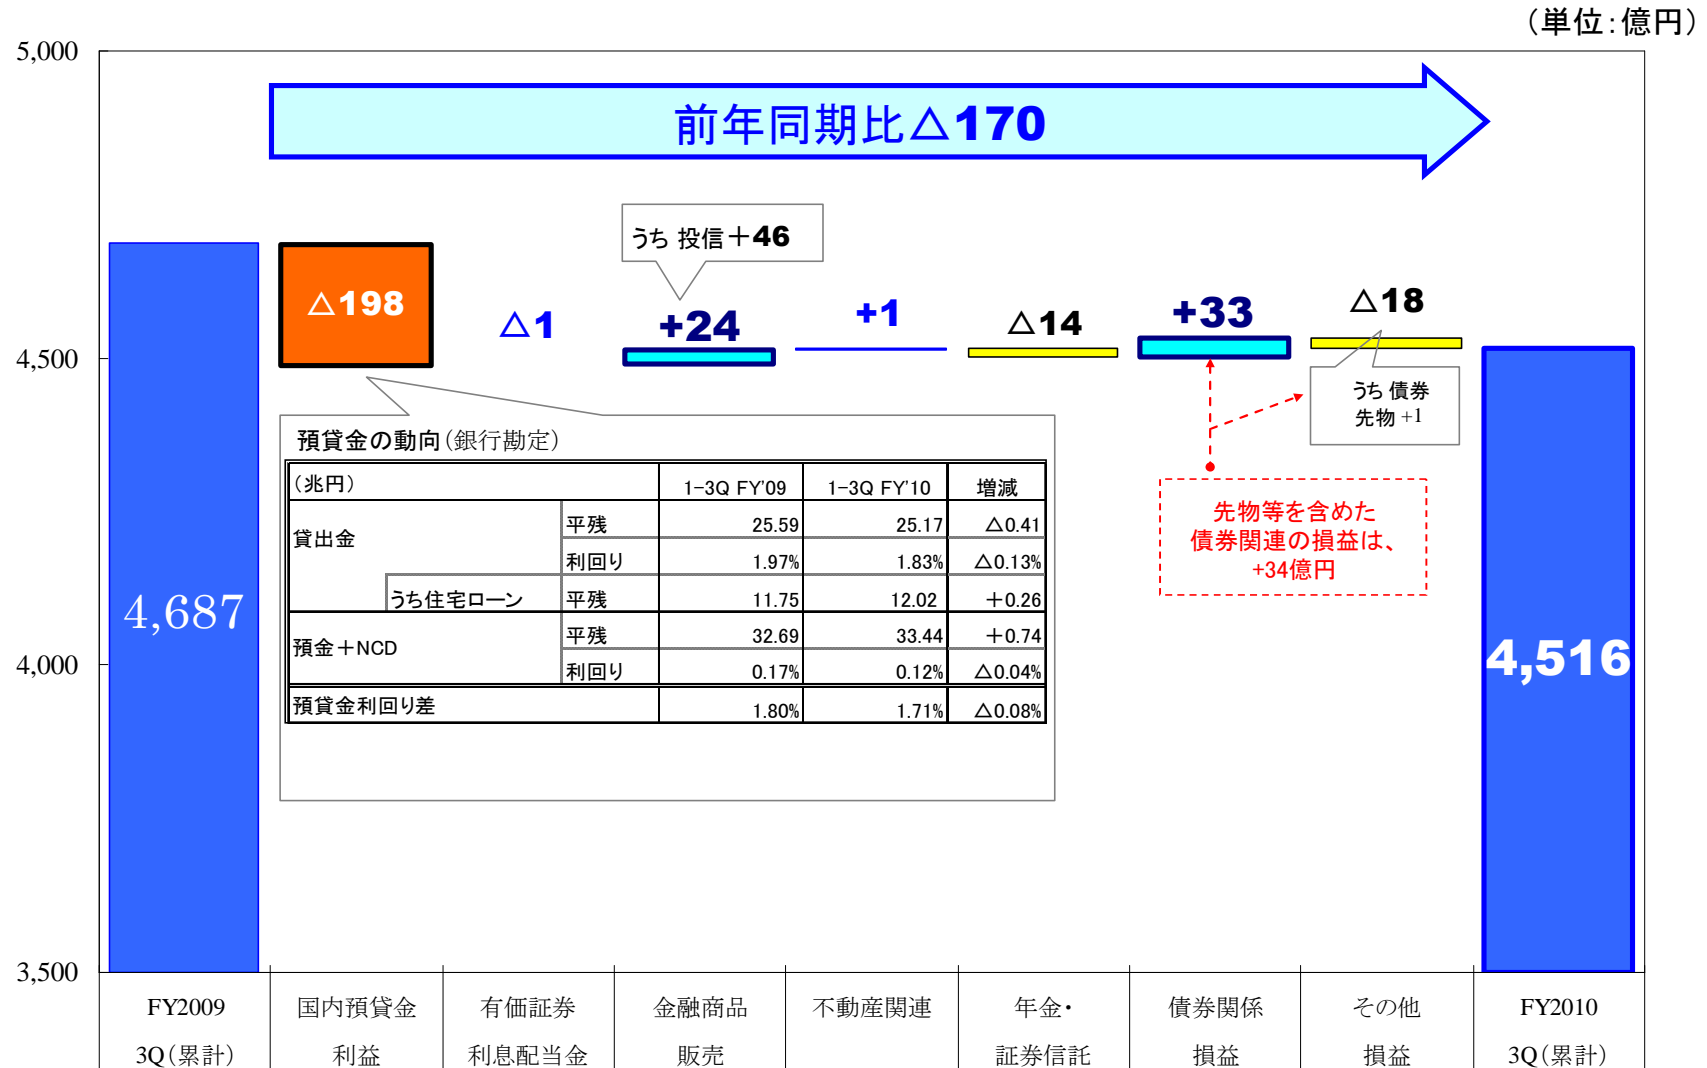 （単位：億円）
5,000
前年同期比△170
うち 投信＋46
△198
△1
+24
+1
△14
+33
△18
4,500
うち 債券
先物 +1
預貸金の動向（銀行勘定）
（兆円） 1-3Q FY'09 1-3Q FY'10 増減
貸出金 平残 25.59 25.17 △0.41
利回り 1.97% 1.83% △0.13%
うち住宅ローン 平残 11.75 12.02 ＋0.26
預金＋NCD 平残 32.69 33.44 ＋0.74
利回り 0.17% 0.12% △0.04%
預貸金利回り差 1.80% 1.71% △0.08%
先物等を含めた
債券関連の損益は、
+34億円
4,687
4,000
4,516
3,500
FY2009
3Q（累計）
国内預貸金
利益
有価証券
利息配当金
金融商品
販売
不動産関連
年金・
証券信託
債券関係
損益
その他
損益
FY2010
3Q（累計）